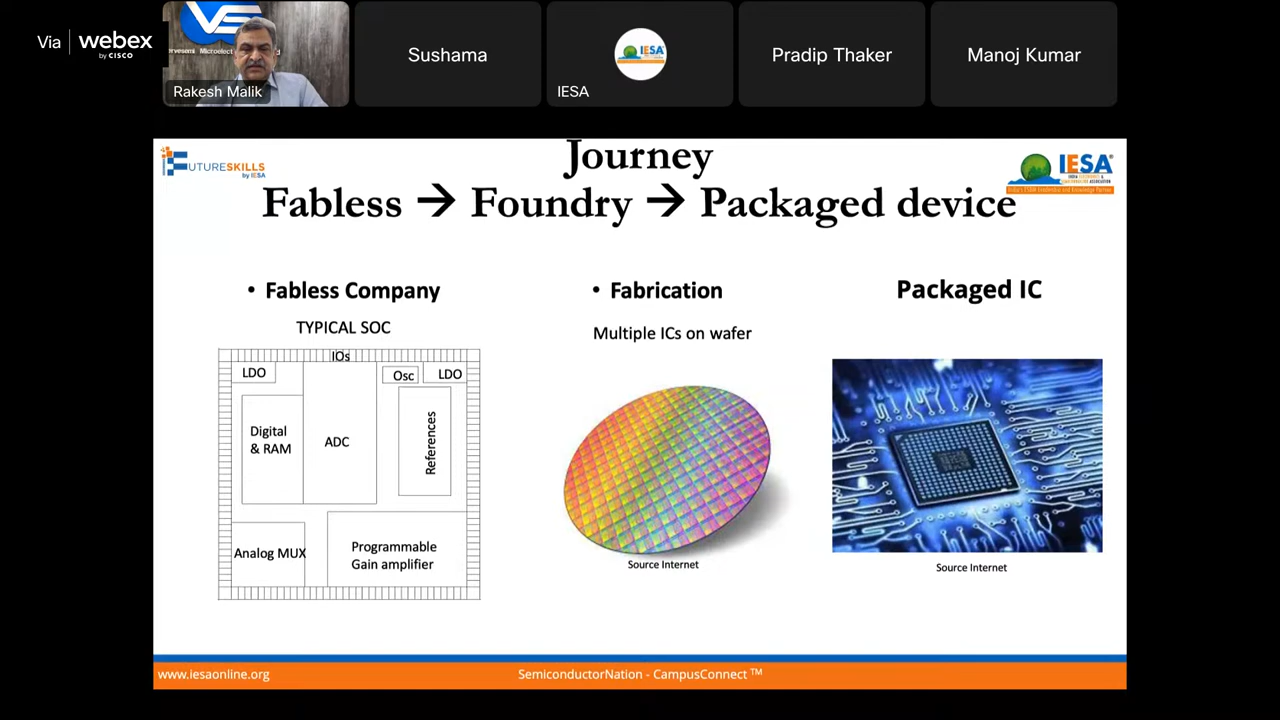 Via webex
by CISCO
Rakesh Malik
Sushama
IESA
IESA
Pradip Thaker
Manoj Kumar
FUTURESKILLS
by IESA
Journey
Fabless → Foundry → Packaged device
IESA
• Fabless Company
TYPICAL SOC
IOs
LDO
Osc
LDO
Digital
& RAM
ADC
References
Analog MUX
Programmable
Gain amplifier
• Fabrication
Multiple ICs on wafer
Source Internet
Packaged IC
Source Internet
www.iesaonline.org
SemiconductorNation - CampusConnect TM